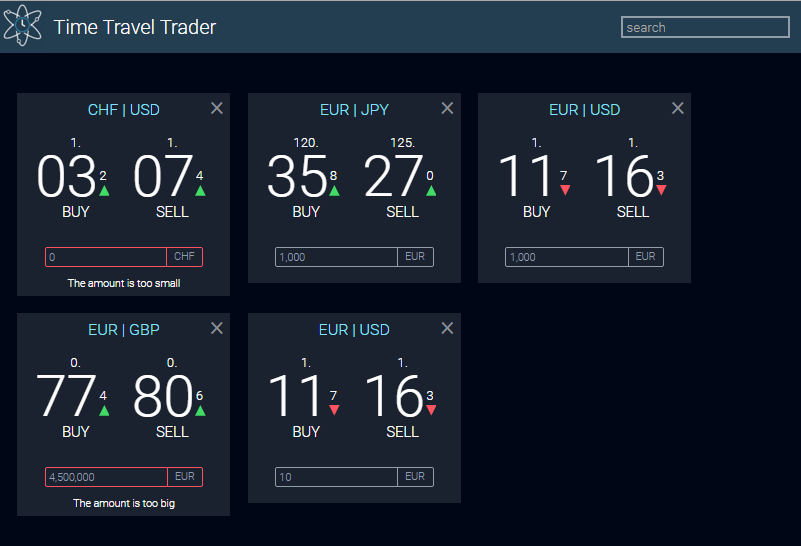 Time Travel Trader
search
CHF | USD
1. 1.
03 2 07 4
BUY SELL
0 CHF
The amount is too small
EUR | JPY
120. 125.
35 8 27 0
BUY SELL
1,000 EUR
EUR | USD
1. 1.
11 7 16 3
BUY SELL
1,000 EUR
EUR | GBP
0. 0.
77 4 80 6
BUY SELL
4,500,000 EUR
The amount is too big
EUR | USD
1. 1.
11 7 16 3
BUY SELL
10 EUR